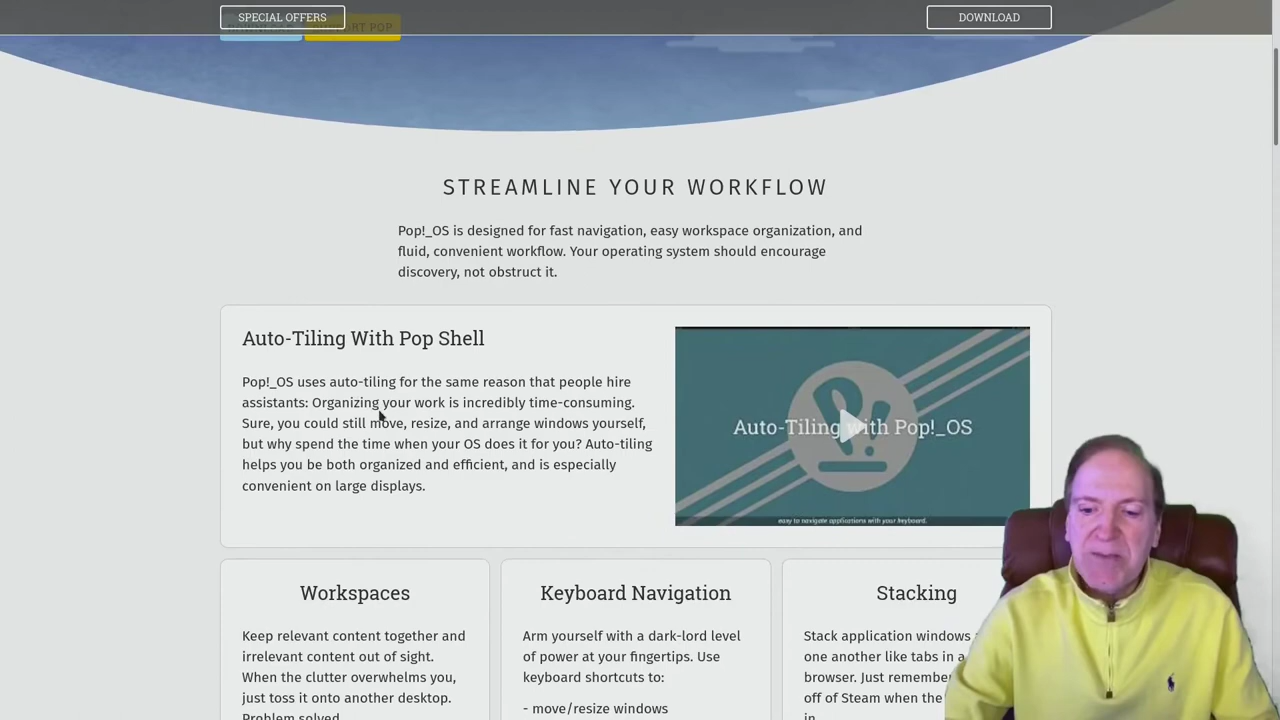 SPECIAL OFFERS
DOWNLOAD
STREAMLINE YOUR WORKFLOW
Pop!_OS is designed for fast navigation, easy workspace organization, and
fluid, convenient workflow. Your operating system should encourage
discovery, not obstruct it.
Auto-Tiling With Pop Shell
Pop!_OS uses auto-tiling for the same reason that people hire
assistants: Organizing your work is incredibly time-consuming.
Sure, you could still move, resize, and arrange windows yourself,
but why spend the time when your OS does it for you? Auto-tiling
helps you be both organized and efficient, and is especially
convenient on large displays.
Auto-Tiling with Pop!_OS
easy to navigate applications with your keyboard.
Workspaces
Keep relevant content together and
irrelevant content out of sight.
When the clutter overwhelms you,
just toss it onto another desktop.
Problem solved.
Keyboard Navigation
Arm yourself with a dark-lord level
of power at your fingertips. Use
keyboard shortcuts to:
- move/resize windows
Stacking
Stack application windows
one another like tabs in a
browser. Just remember
off of Steam when the
in.